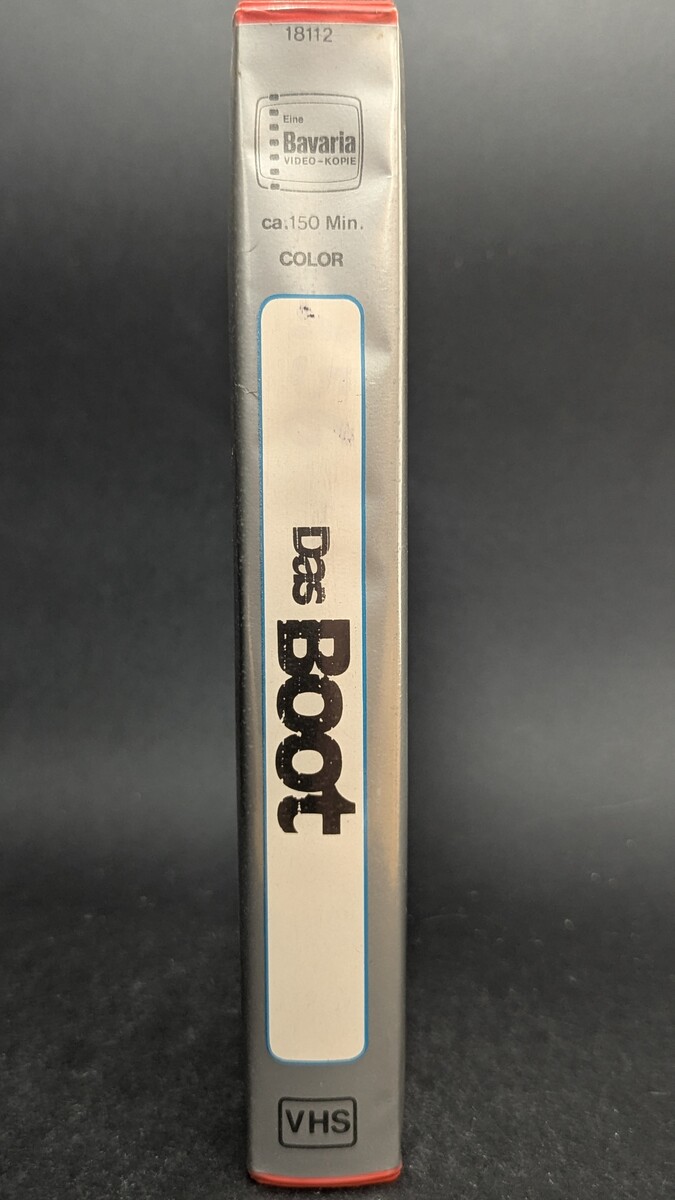 18112
Eine
Bavaria
VIDEO-KOPIE
ca.150 Min.
COLOR
Das
Boot
VHS